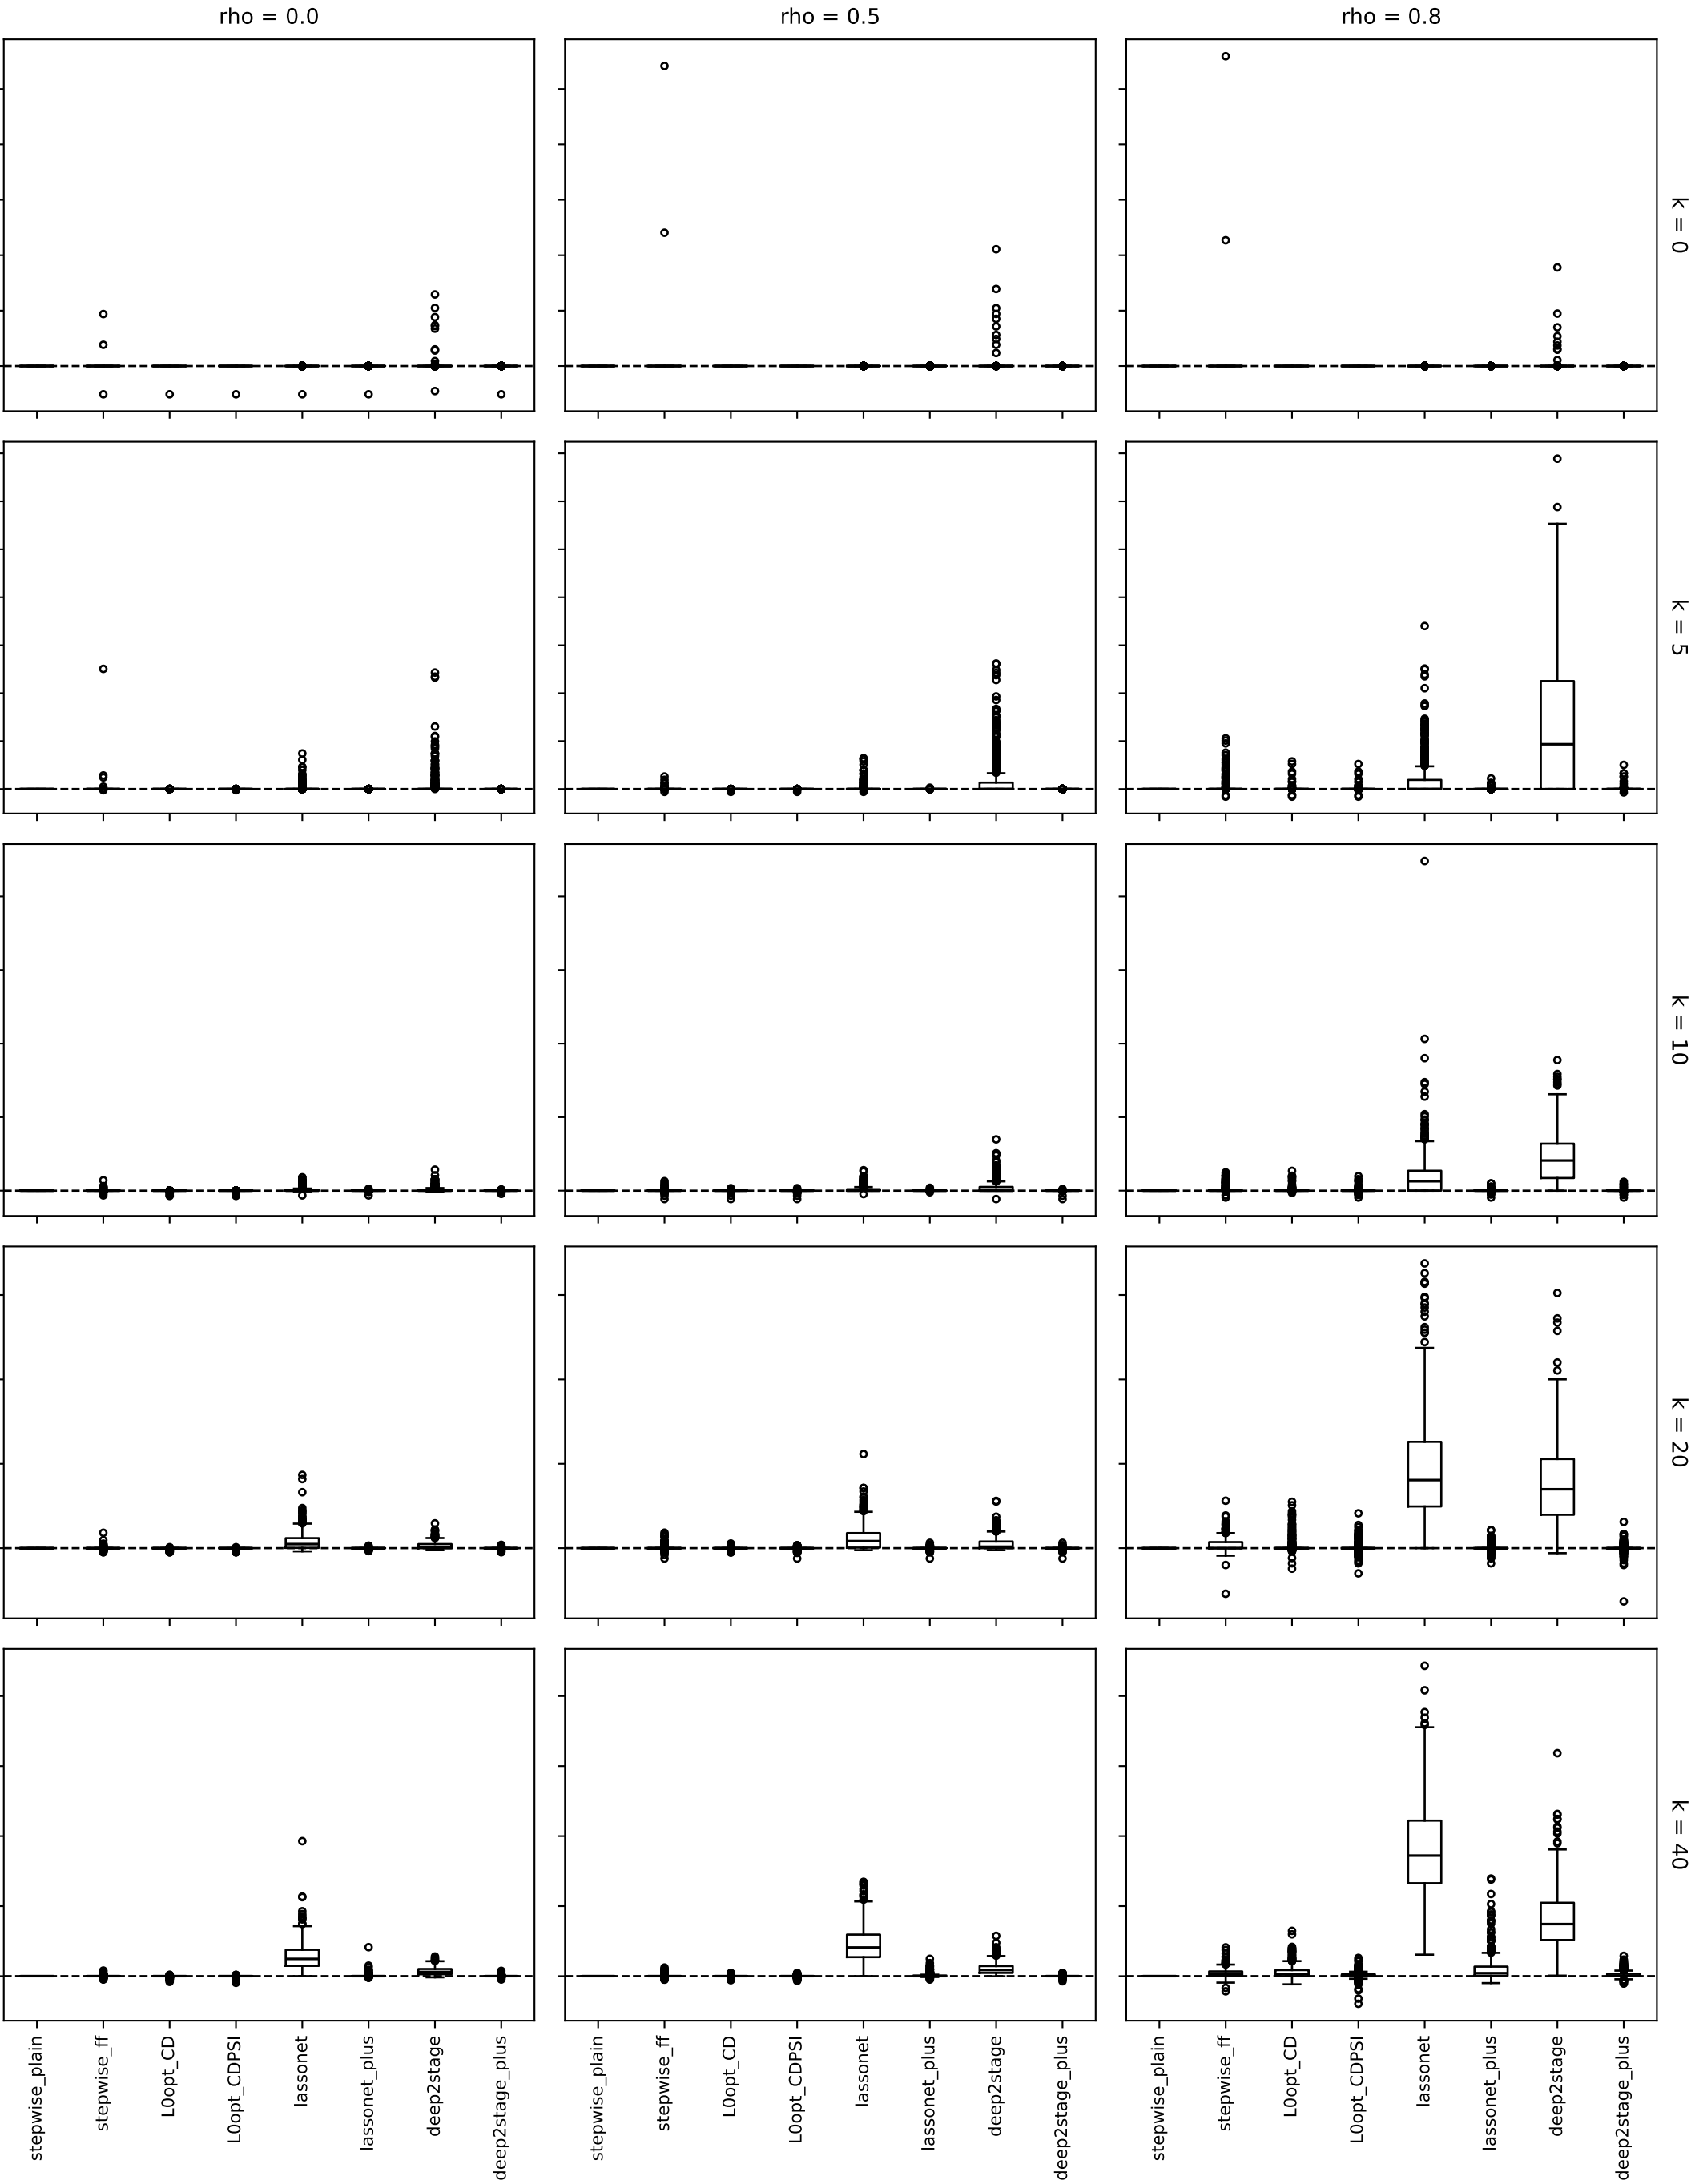 rho = 0.0
rho = 0.5
rho = 0.8
k = 0
k = 5
k = 10
k = 20
k = 40
stepwise_plain
stepwise_ff
L0opt_CD
L0opt_CDPSI
lassonet
lassonet_plus
deep2stage
deep2stage_plus
stepwise_plain
stepwise_ff
L0opt_CD
L0opt_CDPSI
lassonet
lassonet_plus
deep2stage
deep2stage_plus
stepwise_plain
stepwise_ff
L0opt_CD
L0opt_CDPSI
lassonet
lassonet_plus
deep2stage
deep2stage_plus